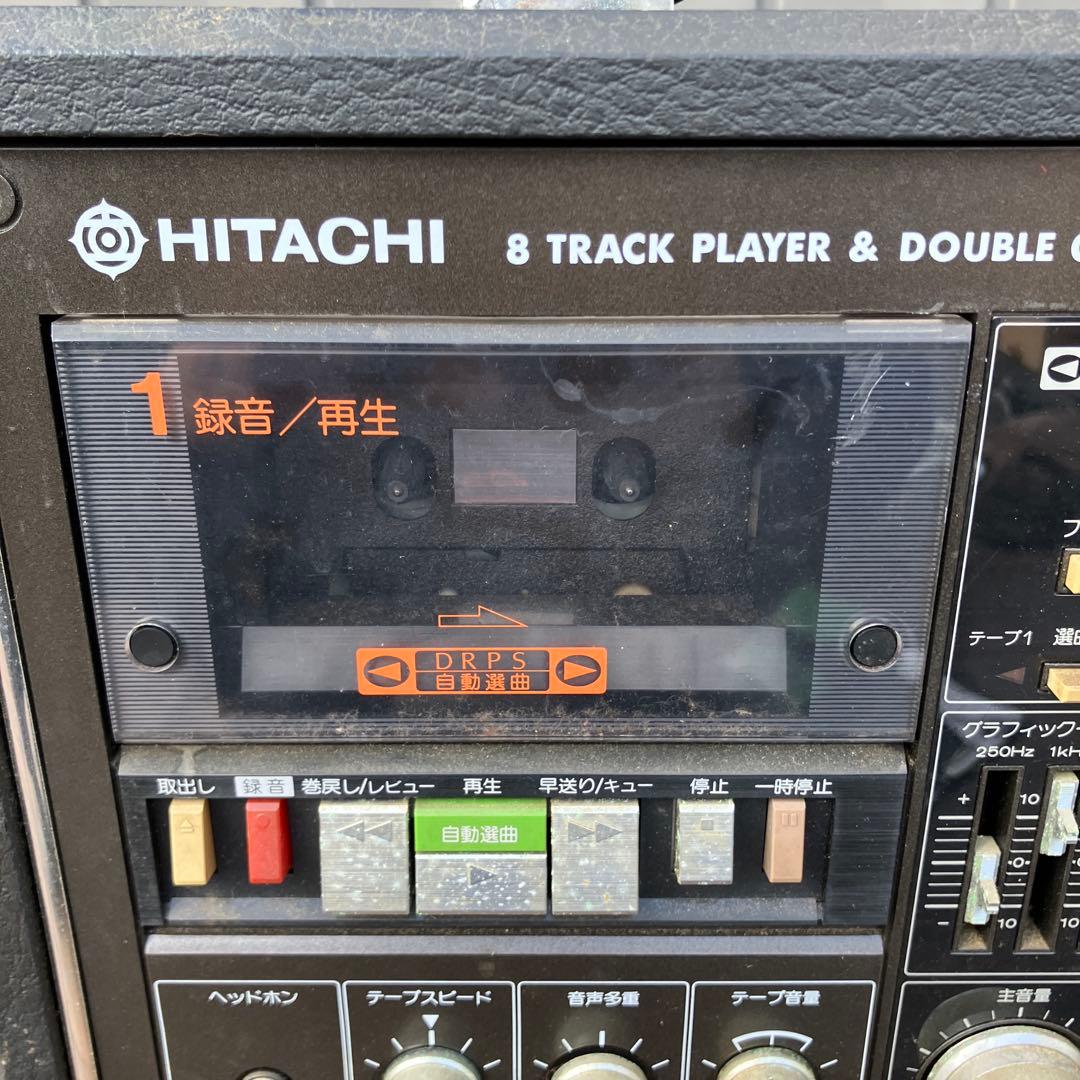 HITACHI
8 TRACK PLAYER & DOUBLE
1 録音/再生
DRPS
自動選曲
テープ1
グラフィック
250Hz
取出し 録音 巻戻し/レビュー 再生 早送り/キュー 停止 一時停止
自動選曲
+ 10
-0-
- 10 10
ヘッドホン テープスピード 音声多重 テープ音量 主音量